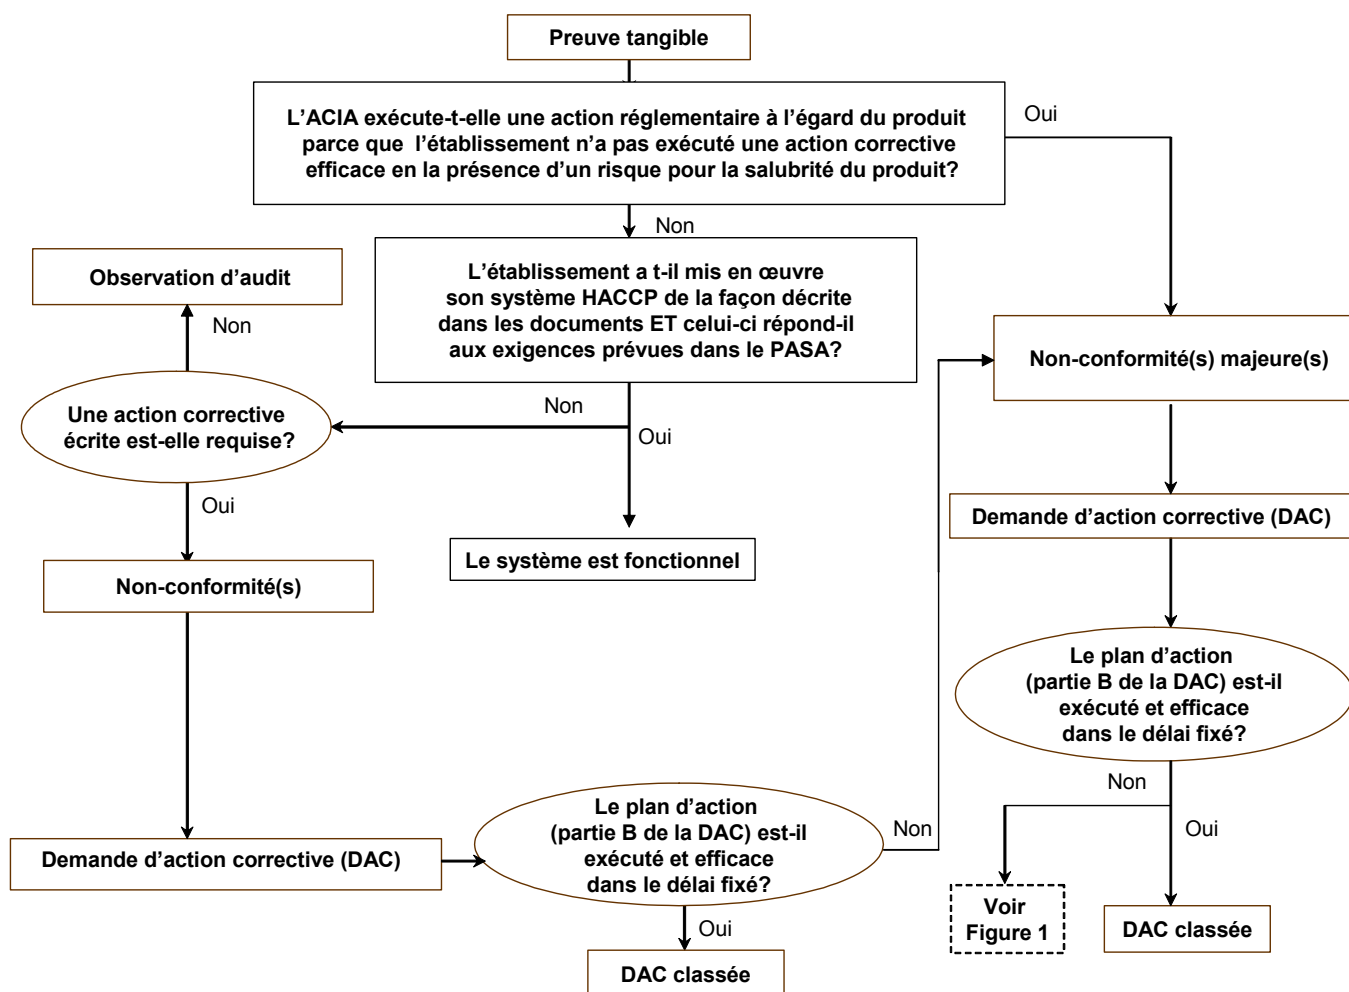 Preuve tangible
L’ACIA exécute-t-elle une action réglementaire à l’égard du produit
parce que l’établissement n’a pas exécuté une action corrective
efficace en la présence d’un risque pour la salubrité du produit?
Oui
Non
L’établissement a t-il mis en œuvre
son système HACCP de la façon décrite
dans les documents ET celui-ci répond-il
aux exigences prévues dans le PASA?
Observation d’audit
Non
Une action corrective
écrite est-elle requise?
Non
Oui
Oui
Le système est fonctionnel
Non-conformité(s)
Demande d’action corrective (DAC)
Le plan d’action
(partie B de la DAC) est-il
exécuté et efficace
dans le délai fixé?
Non
Oui
DAC classée
Non-conformité(s) majeure(s)
Demande d’action corrective (DAC)
Le plan d’action
(partie B de la DAC) est-il
exécuté et efficace
dans le délai fixé?
Non
Oui
Voir
Figure 1
DAC classée